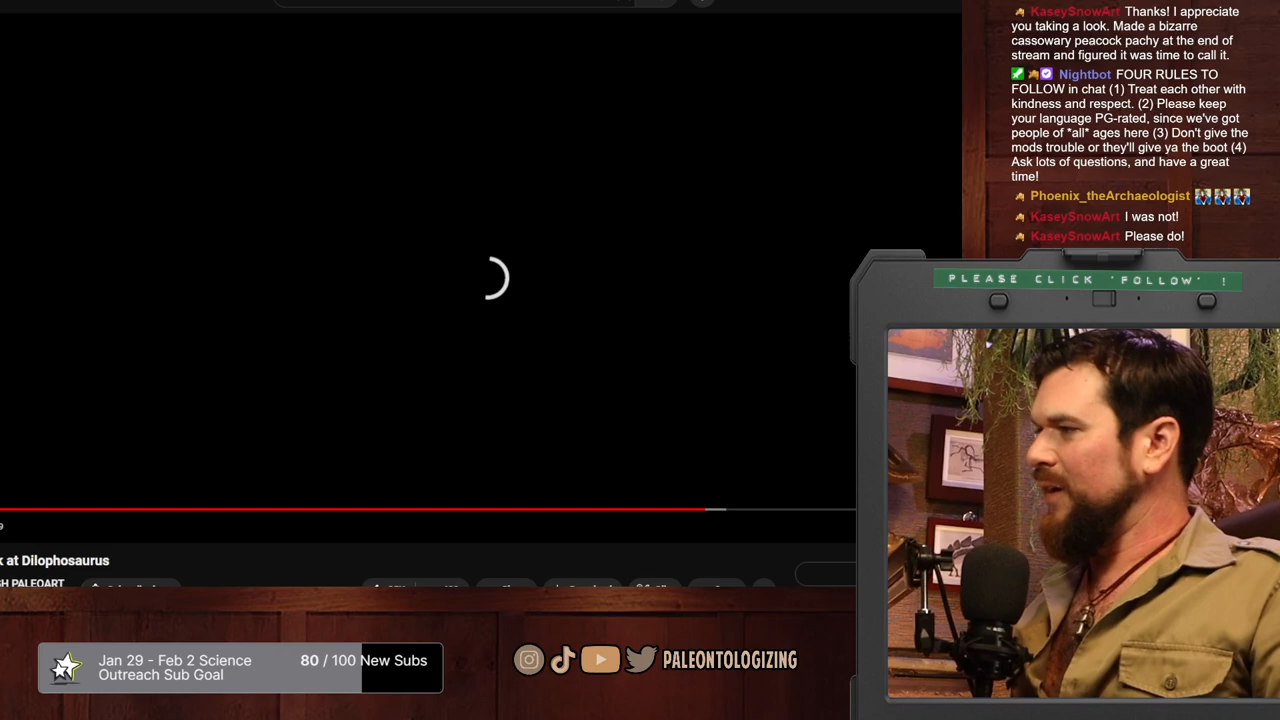 KaseySnowArt Thanks! I appreciate
you taking a look. Made a bizarre
cassowary peacock pachy at the end of
stream and figured it was time to call it.
Nightbot FOUR RULES TO
FOLLOW in chat (1) Treat each other with
kindness and respect. (2) Please keep
your language PG-rated, since we've got
people of *all* ages here (3) Don't give the
mods trouble or they'll give ya the boot (4)
Ask lots of questions, and have a great
time!
Phoenix_theArchaeologist
KaseySnowArt I was not!
KaseySnowArt Please do!
PLEASE CLICK 'FOLLOW' !
at Dilophosaurus
PALEOART
Jan 29 - Feb 2 Science
Outreach Sub Goal
80 / 100 New Subs
PALEONTOLOGIZING